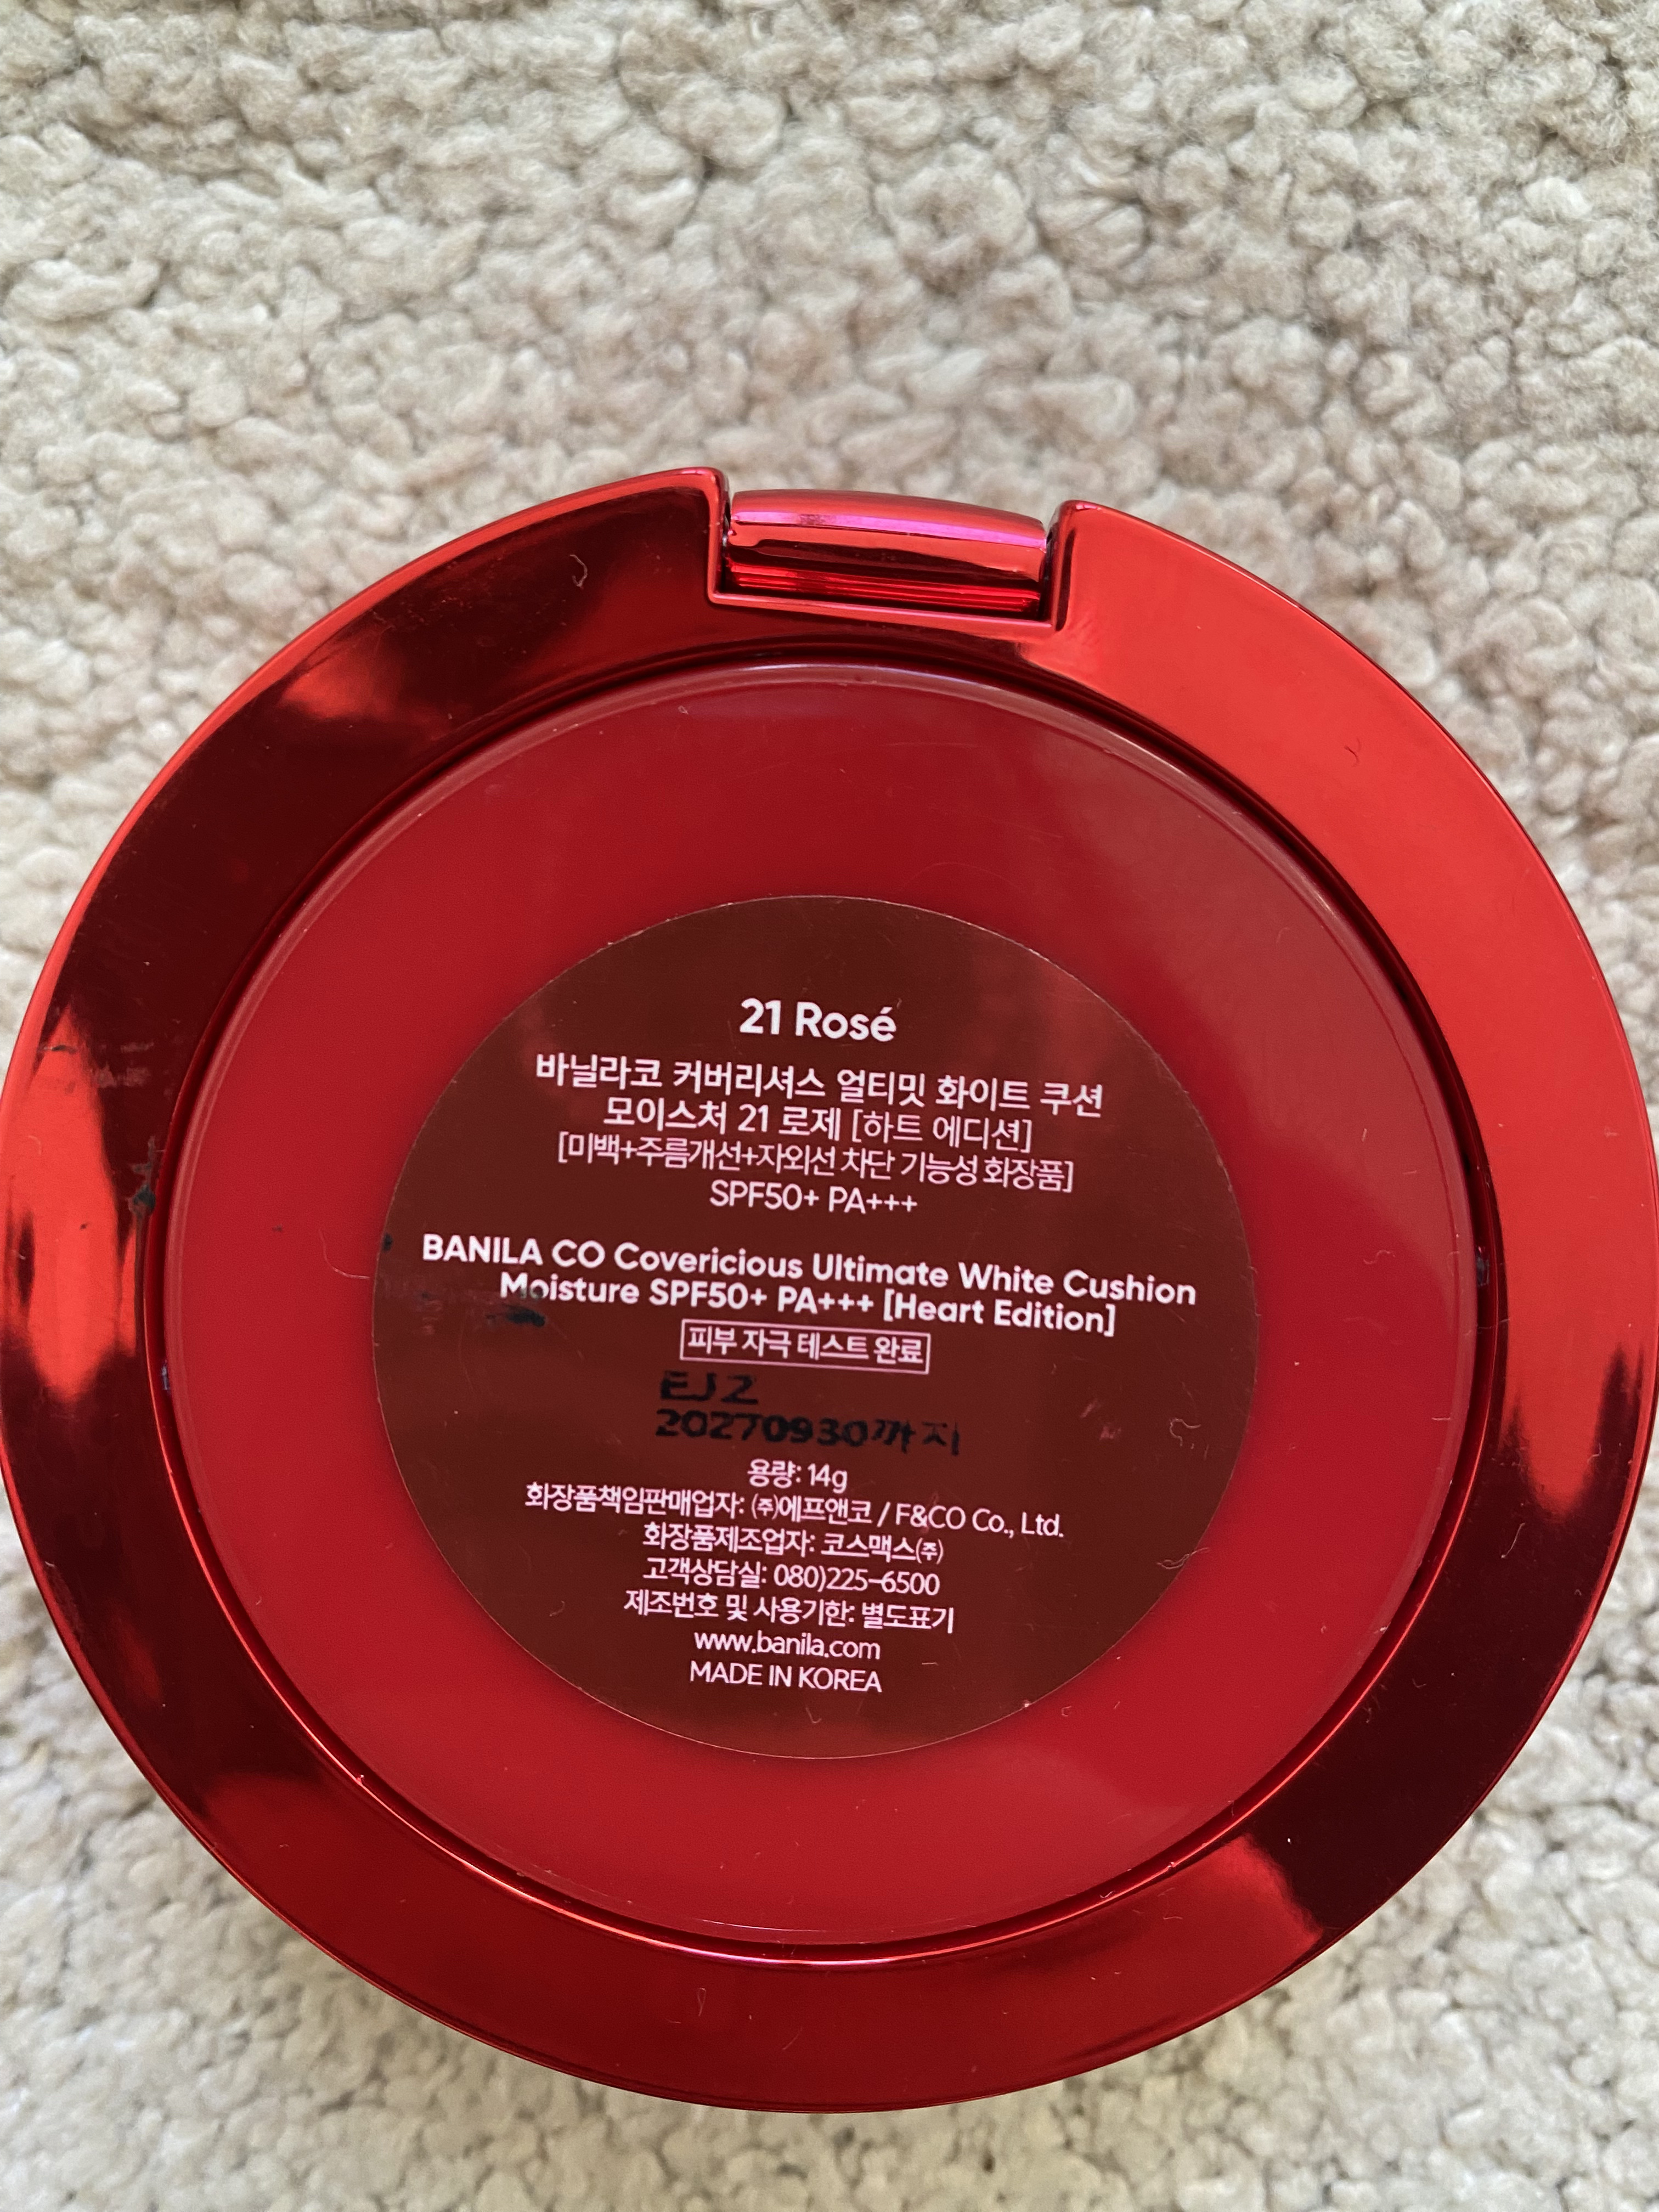 21 Rosé
바닐라코 커버리셔스 얼티밋 화이트 쿠션
모이스처 21 로제 [하트 에디션]
[미백+주름개선+자외선 차단 기능성 화장품]
SPF50+ PA+++
BANILA CO Covericious Ultimate White Cushion
Moisture SPF50+ PA+++ [Heart Edition]
피부 자극 테스트 완료
EJ2
20270930까지
용량: 14g
화장품책임판매업자: ㈜에프앤코 / F&CO Co., Ltd.
화장품제조업자: 코스맥스㈜
고객상담실: 080)225-6500
제조번호 및 사용기한: 별도표기
www.banila.com
MADE IN KOREA